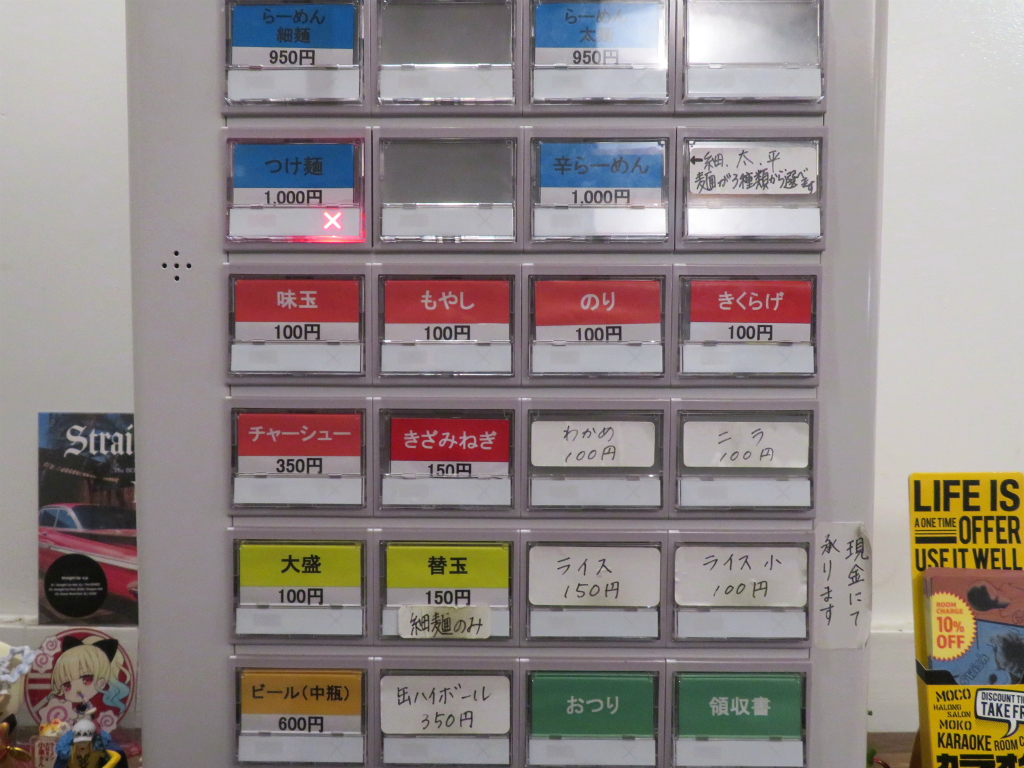 らーめん
細麺
950円
らーめん
太麺
950円
つけ麺
1,000円
×
辛らーめん
1,000円
←細、太、平
麺が3種類から選べます
味玉
100円
もやし
100円
のり
100円
きくらげ
100円
チャーシュー
350円
きざみねぎ
150円
わかめ
100円
ニラ
100円
大盛
100円
替玉
150円
細麺のみ
ライス
150円
ライス 小
100円
現金にて
承ります
ビール(中瓶)
600円
缶ハイボール
350円
おつり
領収書
Strai
LIFE IS
A ONE TIME OFFER
USE IT WELL
ROOM CHARGE
10%
OFF
MOCO
HALONG
SALON
MOKO
KARAOKE ROOM
DISCOUNT
TAKE FR